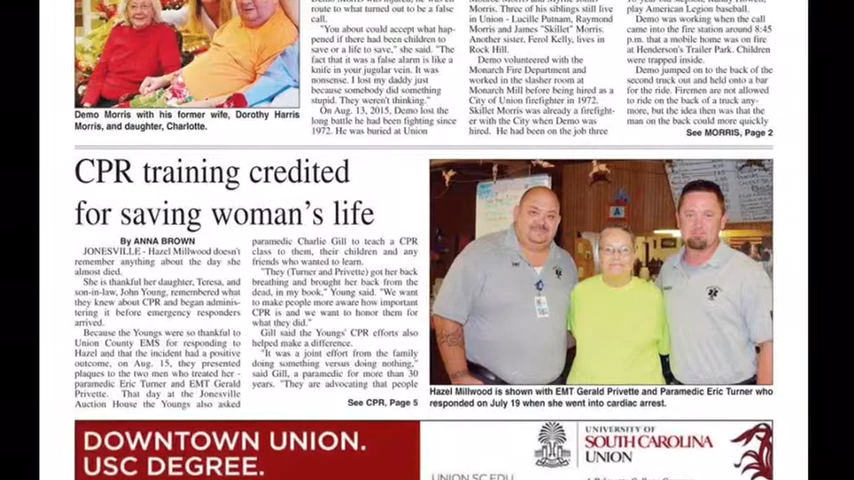 Demo Morris with his former wife, Dorothy Harris
Morris, and daughter, Charlotte.
route to what turned out to be a false
call.
"You about could accept what hap-
pened if there had been children to
save or a life to save," she said. "The
fact that it was a false alarm is like a
knife in your jugular vein. It was
nonsense. I lost my daddy just
because somebody did something
stupid. They weren't thinking."
On Aug. 13, 2015, Demo lost the
long battle he had been fighting since
1972. He was buried at Union
Morris. Three of his siblings still live
in Union - Lucille Putnam, Raymond
Morris and James "Skillet" Morris.
Another sister, Ferol Kelly, lives in
Rock Hill.
Demo volunteered with the
Monarch Fire Department and
worked in the slasher room at
Monarch Mill before being hired as a
City of Union firefighter in 1972.
Skillet Morris was already a firefight-
er with the City when Demo was
hired. He had been on the job three
play American Legion baseball.
Demo was working when the call
came into the fire station around 8:45
p.m. that a mobile home was on fire
at Henderson's Trailer Park. Children
were trapped inside.
Demo jumped on to the back of the
second truck out and held onto a bar
for the ride. Firemen are not allowed
to ride on the back of a truck any-
more, but the idea then was that the
man on the back could more quickly
See MORRIS, Page 2
CPR training credited
for saving woman's life
By ANNA BROWN
JONESVILLE - Hazel Millwood doesn't
remember anything about the day she
almost died.
She is thankful her daughter, Teresa, and
son-in-law, John Young, remembered what
they knew about CPR and began adminis-
tering it before emergency responders
arrived.
Because the Youngs were so thankful to
Union County EMS for responding to
Hazel and that the incident had a positive
outcome, on Aug. 15, they presented
plaques to the two men who treated her -
paramedic Eric Turner and EMT Gerald
Privette. That day at the Jonesville
Auction House the Youngs also asked
paramedic Charlie Gill to teach a CPR
class to them, their children and any
friends who wanted to learn.
"They (Turner and Privette) got her back
breathing and brought her back from the
dead, in my book," Young said. "We want
to make people more aware how important
CPR is and we want to honor them for
what they did."
Gill said the Youngs' CPR efforts also
helped make a difference.
"It was a joint effort from the family
doing something versus doing nothing,"
said Gill, a paramedic for more than 30
years. "They are advocating that people
See CPR, Page 5
Hazel Millwood is shown with EMT Gerald Privette and Paramedic Eric Turner who
responded on July 19 when she went into cardiac arrest.
DOWNTOWN UNION.
USC DEGREE.
UNION.SC.EDU
UNIVERSITY OF
SOUTH CAROLINA
UNION